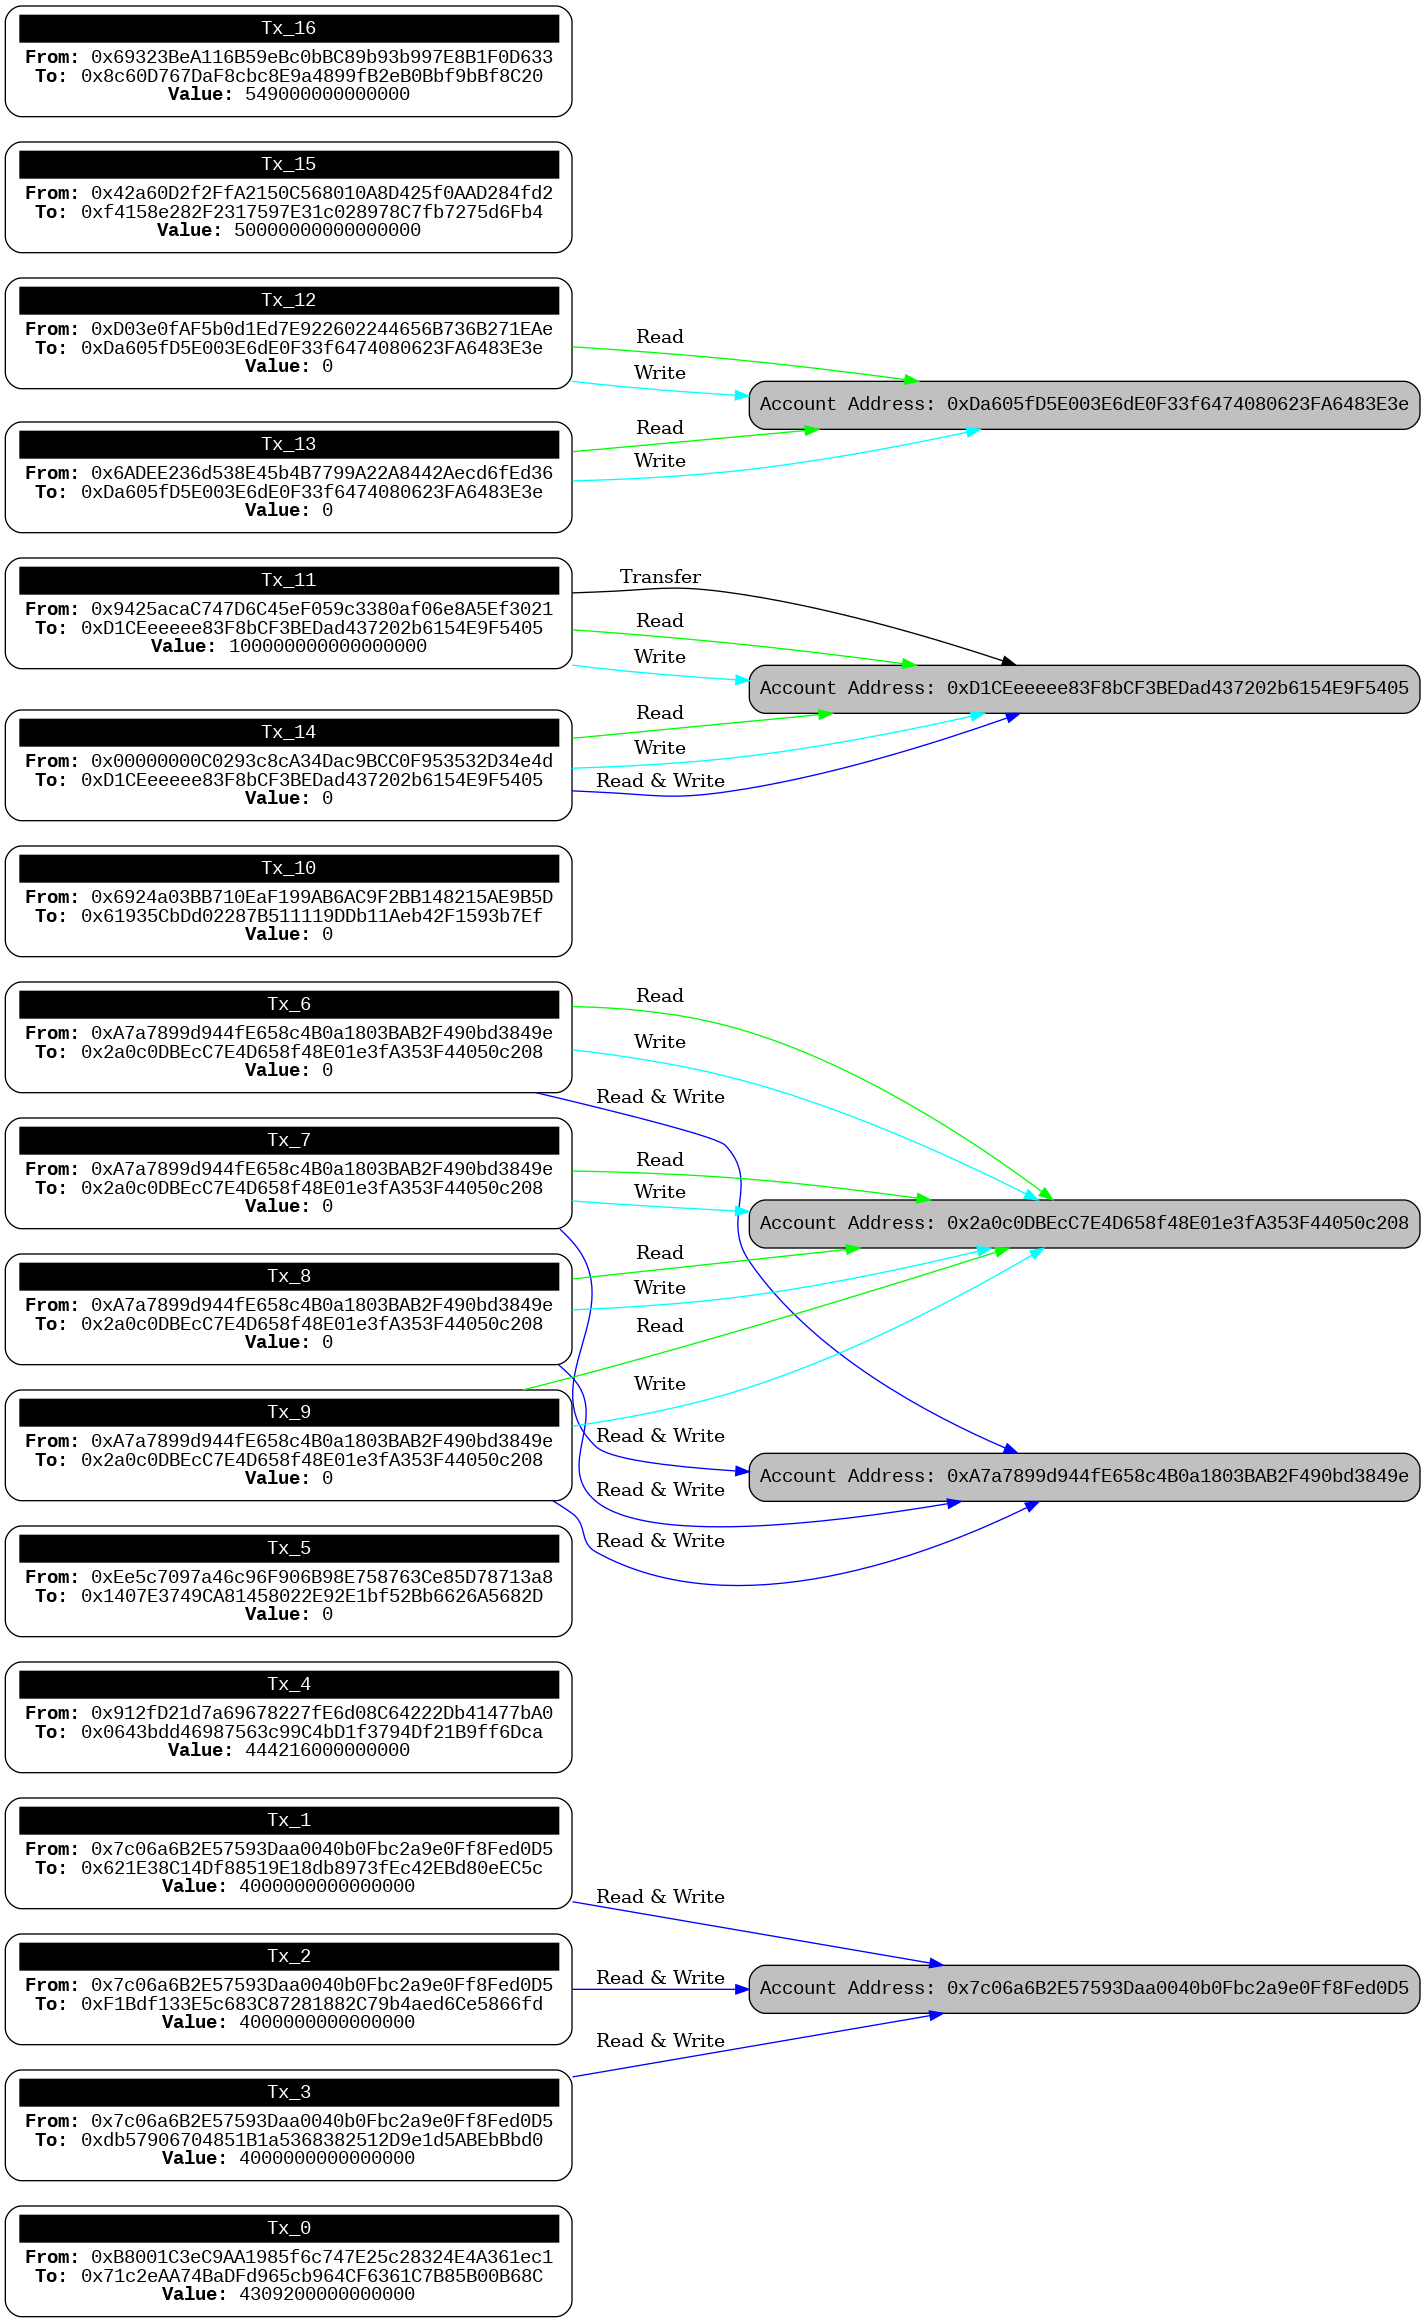 Tx_16
From: 0x69323BeA116B59eBc0bBC89b93b997E8B1F0D633
To: 0x8c60D767DaF8cbc8E9a4899fB2eB0Bbf9bBf8C20
Value: 549000000000000
Tx_15
From: 0x42a60D2f2FfA2150C568010A8D425f0AAD284fd2
To: 0xf4158e282F2317597E31c028978C7fb7275d6Fb4
Value: 50000000000000000
Tx_12
From: 0xD03e0fAF5b0d1Ed7E922602244656B736B271EAe
To: 0xDa605fD5E003E6dE0F33f6474080623FA6483E3e
Value: 0
Read
Write
Account Address: 0xDa605fD5E003E6dE0F33f6474080623FA6483E3e
Read
Write
Tx_13
From: 0x6ADEE236d538E45b4B7799A22A8442Aecd6fEd36
To: 0xDa605fD5E003E6dE0F33f6474080623FA6483E3e
Value: 0
Tx_11
From: 0x9425acaC747D6C45eF059c3380af06e8A5Ef3021
To: 0xD1CEeeeee83F8bCF3BEDad437202b6154E9F5405
Value: 100000000000000000
Transfer
Read
Write
Account Address: 0xD1CEeeeee83F8bCF3BEDad437202b6154E9F5405
Read
Write
Read & Write
Tx_14
From: 0x00000000C0293c8cA34Dac9BCC0F953532D34e4d
To: 0xD1CEeeeee83F8bCF3BEDad437202b6154E9F5405
Value: 0
Tx_10
From: 0x6924a03BB710EaF199AB6AC9F2BB148215AE9B5D
To: 0x61935CbDd02287B511119DDb11Aeb42F1593b7Ef
Value: 0
Tx_6
From: 0xA7a7899d944fE658c4B0a1803BAB2F490bd3849e
To: 0x2a0c0DBEcC7E4D658f48E01e3fA353F44050c208
Value: 0
Read
Write
Read & Write
Tx_7
From: 0xA7a7899d944fE658c4B0a1803BAB2F490bd3849e
To: 0x2a0c0DBEcC7E4D658f48E01e3fA353F44050c208
Value: 0
Read
Write
Account Address: 0x2a0c0DBEcC7E4D658f48E01e3fA353F44050c208
Tx_8
From: 0xA7a7899d944fE658c4B0a1803BAB2F490bd3849e
To: 0x2a0c0DBEcC7E4D658f48E01e3fA353F44050c208
Value: 0
Read
Write
Read
Write
Tx_9
From: 0xA7a7899d944fE658c4B0a1803BAB2F490bd3849e
To: 0x2a0c0DBEcC7E4D658f48E01e3fA353F44050c208
Value: 0
Read & Write
Account Address: 0xA7a7899d944fE658c4B0a1803BAB2F490bd3849e
Read & Write
Read & Write
Tx_5
From: 0xEe5c7097a46c96F906B98E758763Ce85D78713a8
To: 0x1407E3749CA81458022E92E1bf52Bb6626A5682D
Value: 0
Tx_4
From: 0x912fD21d7a69678227fE6d08C64222Db41477bA0
To: 0x0643bdd46987563c99C4bD1f3794Df21B9ff6Dca
Value: 444216000000000
Tx_1
From: 0x7c06a6B2E57593Daa0040b0Fbc2a9e0Ff8Fed0D5
To: 0x621E38C14Df88519E18db8973fEc42EBd80eEC5c
Value: 4000000000000000
Read & Write
Tx_2
From: 0x7c06a6B2E57593Daa0040b0Fbc2a9e0Ff8Fed0D5
To: 0xF1Bdf133E5c683C87281882C79b4aed6Ce5866fd
Value: 4000000000000000
Read & Write
Account Address: 0x7c06a6B2E57593Daa0040b0Fbc2a9e0Ff8Fed0D5
Read & Write
Tx_3
From: 0x7c06a6B2E57593Daa0040b0Fbc2a9e0Ff8Fed0D5
To: 0xdb57906704851B1a5368382512D9e1d5ABEbBbd0
Value: 4000000000000000
Tx_0
From: 0xB8001C3eC9AA1985f6c747E25c28324E4A361ec1
To: 0x71c2eAA74BaDFd965cb964CF6361C7B85B00B68C
Value: 4309200000000000